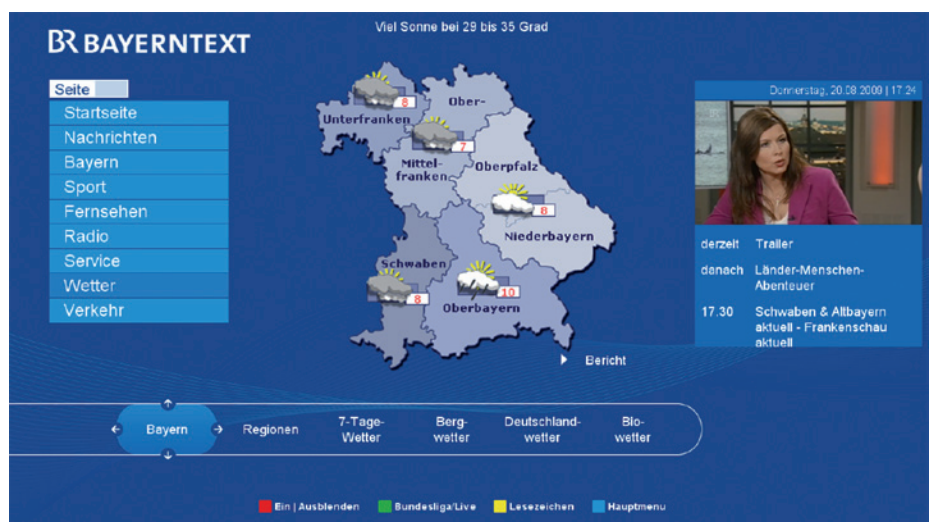 Viel Sonne bei 29 bis 35 Grad
BR BAYERNTEXT
Seite
Startseite
Nachrichten
Bayern
Sport
Fernsehen
Radio
Service
Wetter
Verkehr
8
Unterfranken
Ober-
7
Mittel-
franken
Oberpfalz
8
Niederbayern
Schwaben
8
10
Oberbayern
Bericht
Donnerstag, 20.08.2009 | 17:24
derzeit Trailer
danach Länder-Menschen-
Abenteuer
17.30 Schwaben & Altbayern
aktuell - Frankenschau
aktuell
Bayern
Regionen
7-Tage-
Wetter
Berg-
wetter
Deutschland-
wetter
Bio-
wetter
Ein | Ausblenden
Bundesliga/Live
Lesezeichen
Hauptmenu